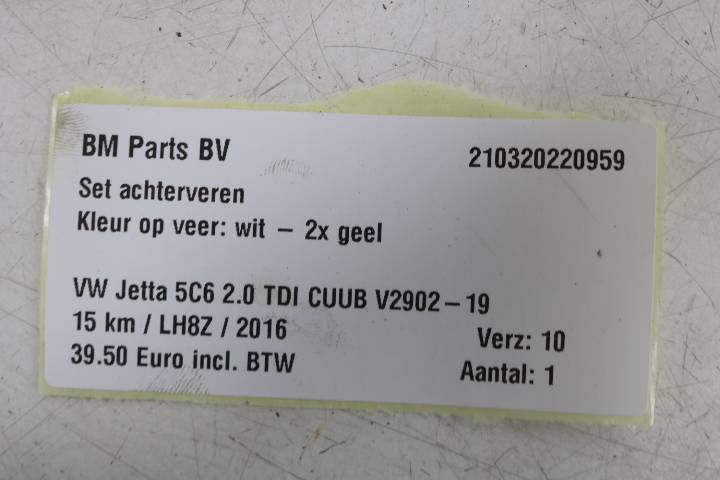 BM Parts BV 210320220959
Set achterveren
Kleur op veer: wit – 2x geel
VW Jetta 5C6 2.0 TDI CUUB V2902–19
15 km / LH8Z / 2016 Verz: 10
39.50 Euro incl. BTW Aantal: 1